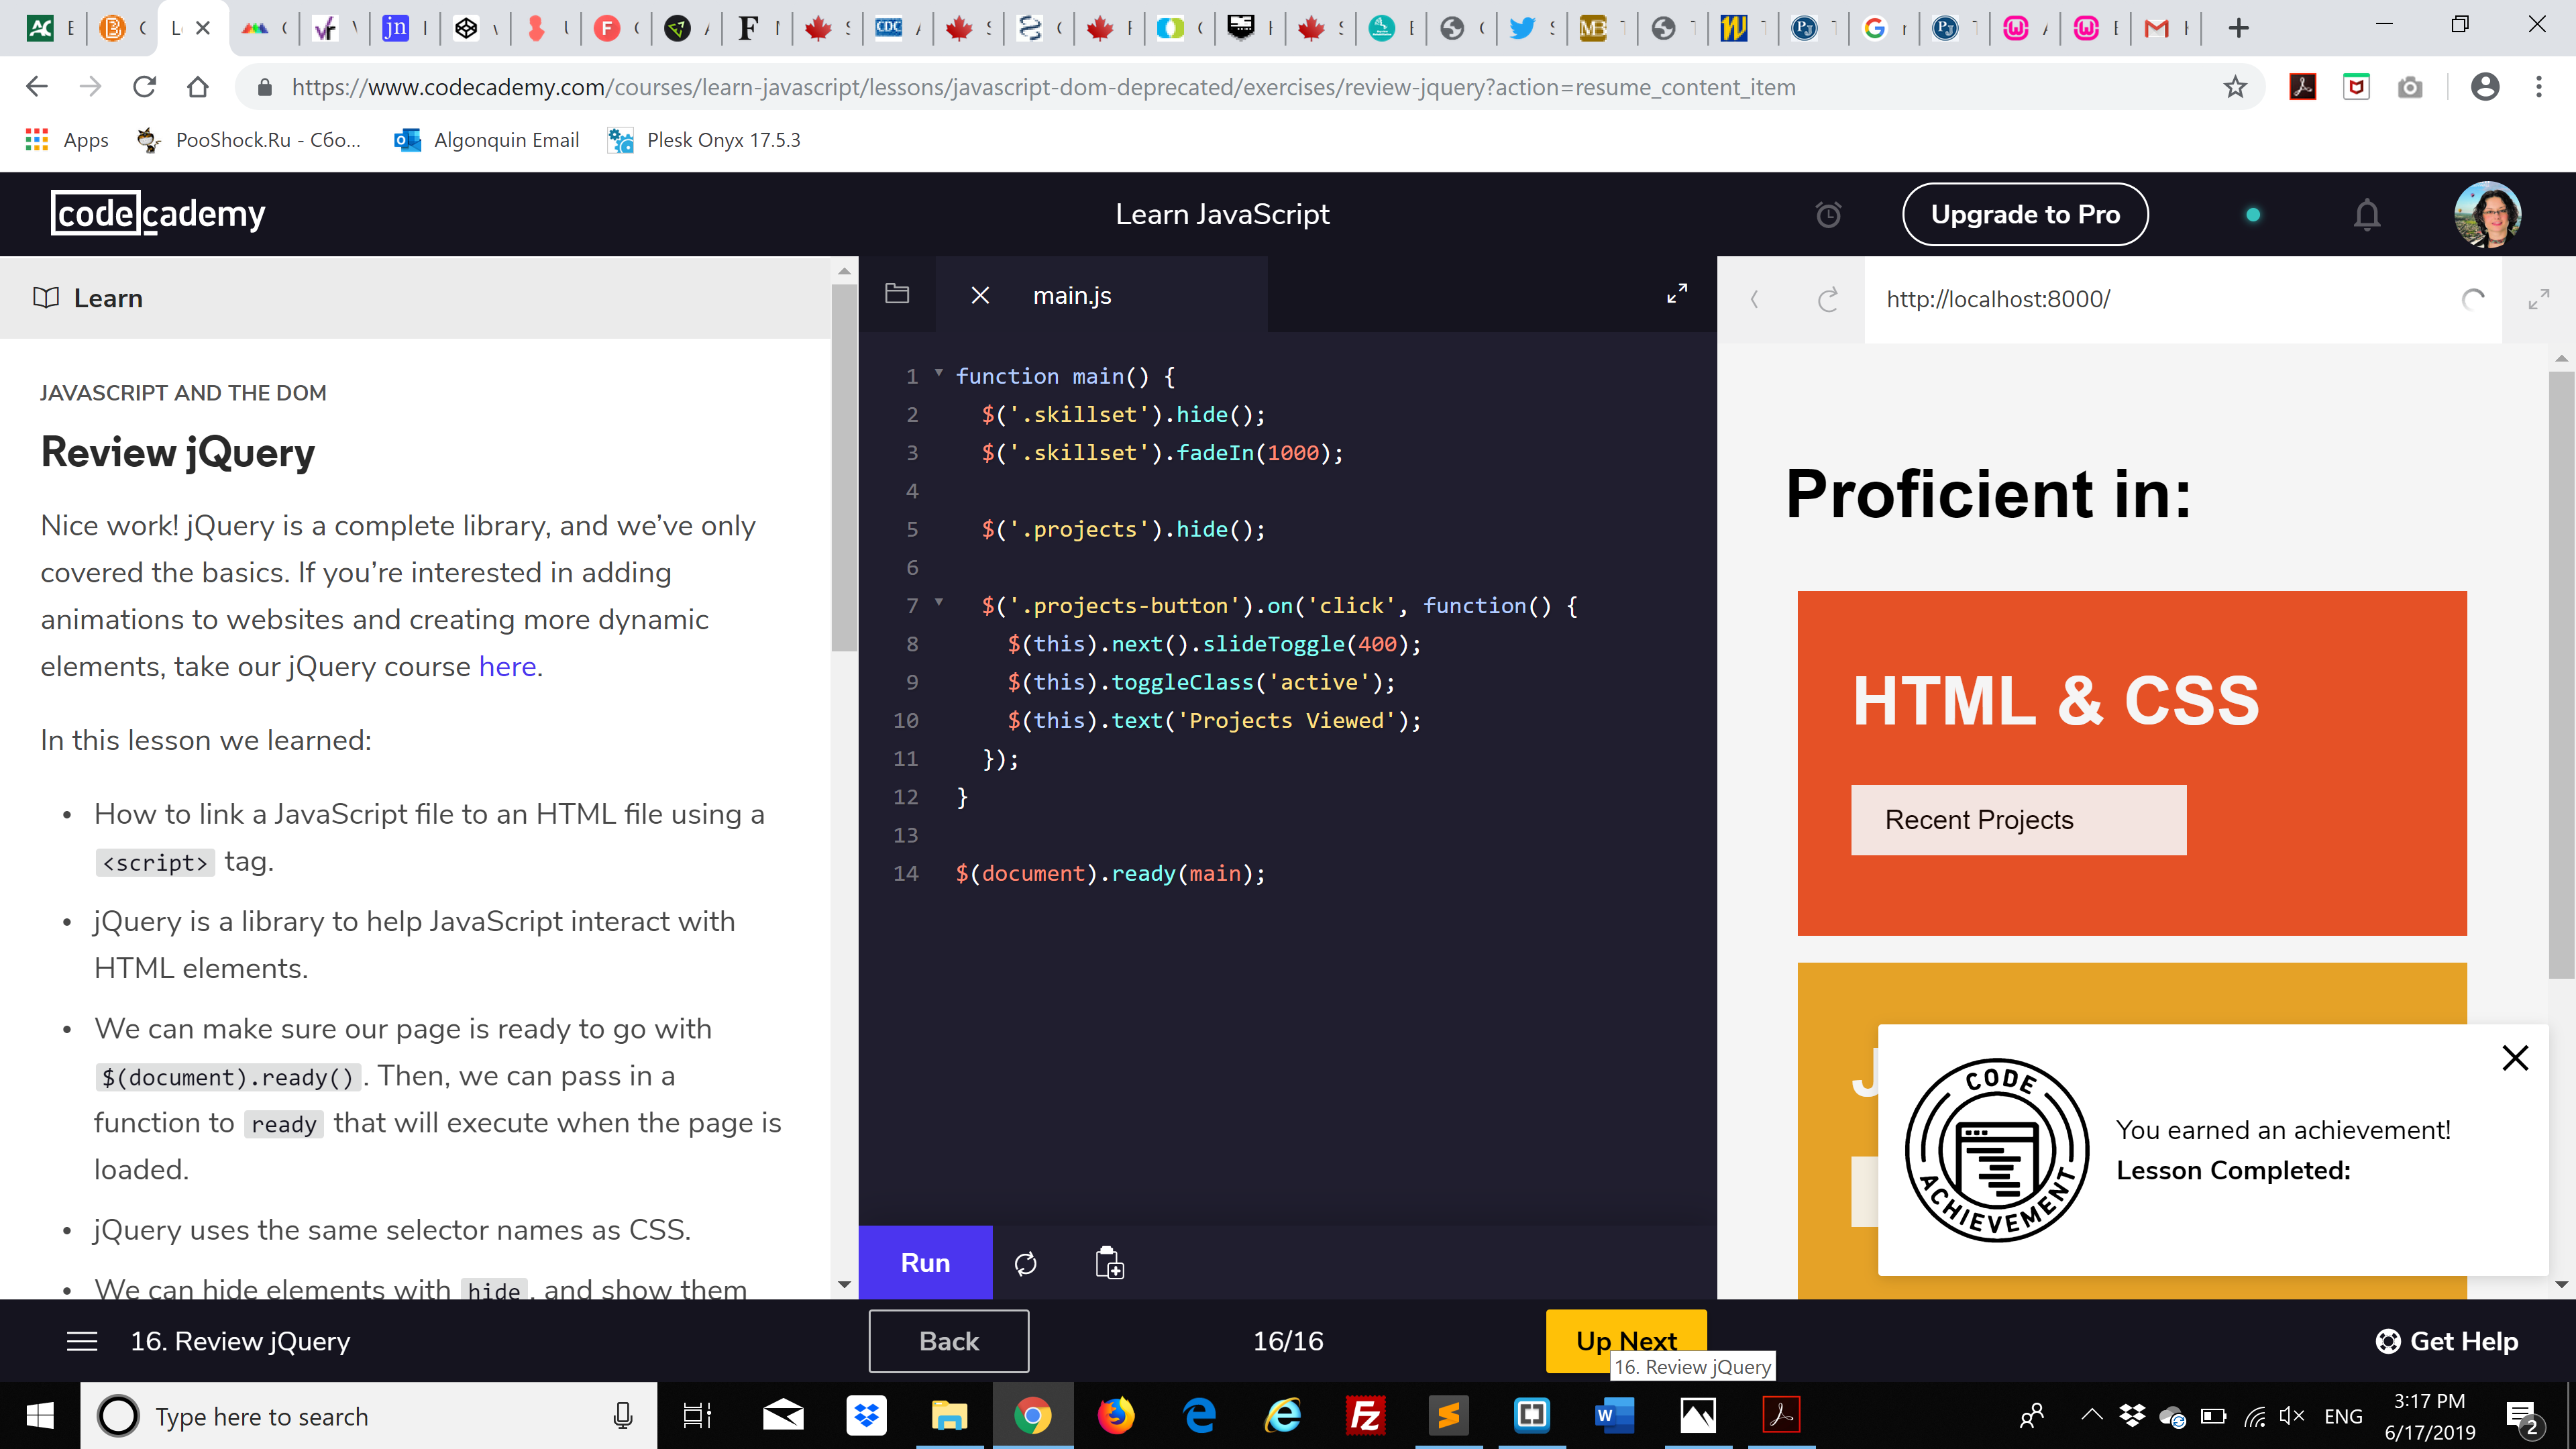 https://www.codecademy.com/courses/learn-javascript/lessons/javascript-dom-deprecated/exercises/review-jquery?action=resume_content_item
Apps
PooShock.Ru - Сбо...
Algonquin Email
Plesk Onyx 17.5.3
codecademy
Learn JavaScript
Upgrade to Pro
Learn
JAVASCRIPT AND THE DOM
Review jQuery
Nice work! jQuery is a complete library, and we’ve only
covered the basics. If you’re interested in adding
animations to websites and creating more dynamic
elements, take our jQuery course here.
In this lesson we learned:
• How to link a JavaScript file to an HTML file using a
<script> tag.
• jQuery is a library to help JavaScript interact with
HTML elements.
• We can make sure our page is ready to go with
$(document).ready(). Then, we can pass in a
function to ready that will execute when the page is
loaded.
• jQuery uses the same selector names as CSS.
• We can hide elements with hide, and show them
main.js
1 function main() {
2 $('.skillset').hide();
3 $('.skillset').fadeIn(1000);
4
5 $('.projects').hide();
6
7 $('.projects-button').on('click', function() {
8 $(this).next().slideToggle(400);
9 $(this).toggleClass('active');
10 $(this).text('Projects Viewed');
11 });
12 }
13
14 $(document).ready(main);
Run
http://localhost:8000/
Proficient in:
HTML & CSS
Recent Projects
J
CODE
ACHIEVEMENT
You earned an achievement!
Lesson Completed:
16. Review jQuery
Back
16/16
Up Next
16. Review jQuery
Get Help
Type here to search
ENG
3:17 PM
6/17/2019
2